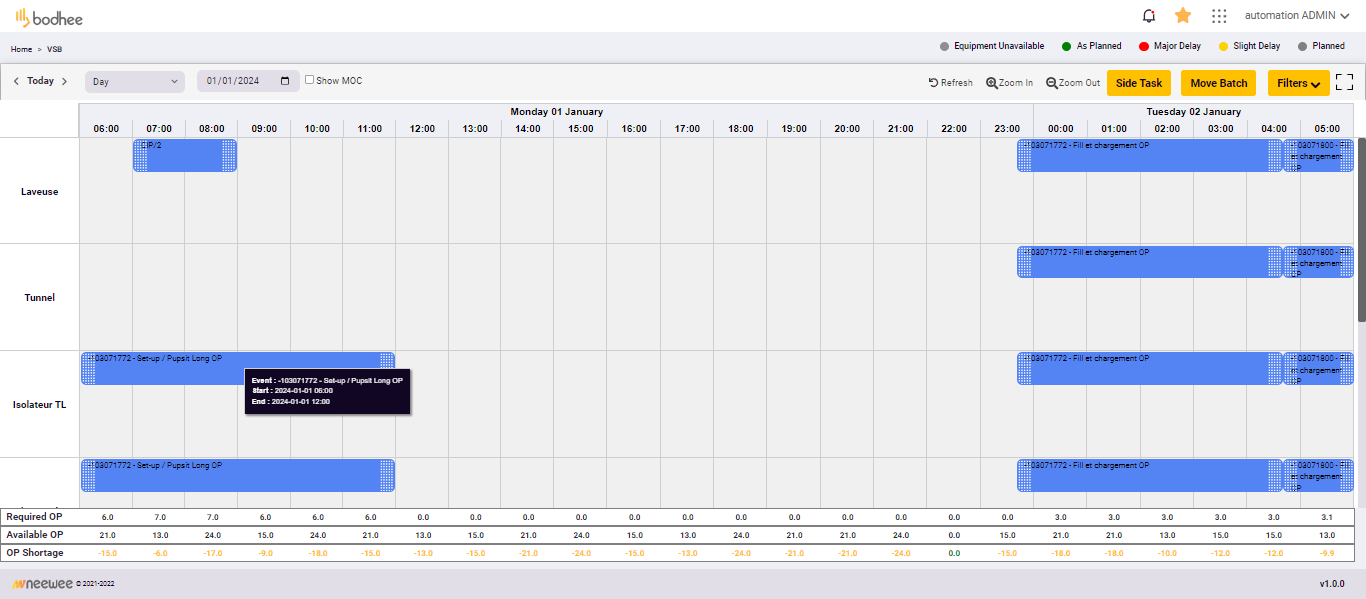 bodhee
automation ADMIN
Home > VSB
Equipment Unavailable As Planned Major Delay Slight Delay Planned
Today Day 01/01/2024 Show MOC Refresh Zoom In Zoom Out Side Task Move Batch Filters
Monday 01 January Tuesday 02 January
06:00 07:00 08:00 09:00 10:00 11:00 12:00 13:00 14:00 15:00 16:00 17:00 18:00 19:00 20:00 21:00 22:00 23:00 00:00 01:00 02:00 03:00 04:00 05:00
CIP/2
-103071772 - Fill et chargement OP
-103071800 - Fill
et chargement
OP
Laveuse
-103071772 - Fill et chargement OP
-103071800 - Fill
et chargement
OP
Tunnel
-103071772 - Set-up / Pupsit Long OP
-103071772 - Fill et chargement OP
-103071800 - Fill
et chargement
OP
Event : -103071772 - Set-up / Pupsit Long OP
Start : 2024-01-01 06:00
End : 2024-01-01 12:00
Isolateur TL
-103071772 - Set-up / Pupsit Long OP
-103071772 - Fill et chargement OP
-103071800 - Fill
et chargement
OP
Required OP 6.0 7.0 7.0 6.0 6.0 6.0 0.0 0.0 0.0 0.0 0.0 0.0 0.0 0.0 0.0 0.0 0.0 0.0 3.0 3.0 3.0 3.0 3.0 3.1
Available OP 21.0 13.0 24.0 15.0 24.0 21.0 13.0 15.0 21.0 24.0 15.0 13.0 24.0 21.0 21.0 24.0 0.0 15.0 21.0 21.0 13.0 15.0 15.0 13.0
OP Shortage -15.0 -6.0 -17.0 -9.0 -18.0 -15.0 -13.0 -15.0 -21.0 -24.0 -15.0 -13.0 -24.0 -21.0 -21.0 -24.0 0.0 -15.0 -18.0 -18.0 -10.0 -12.0 -12.0 -9.9
neewee © 2021-2022
v1.0.0